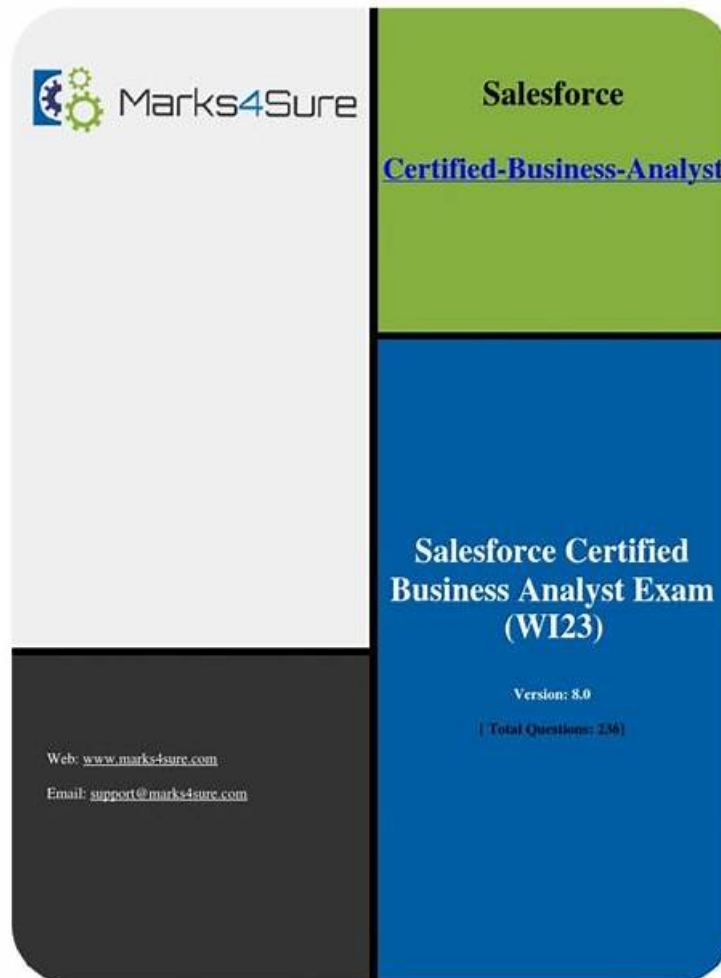 Marks4Sure
Salesforce
Certified-Business-Analyst
Salesforce Certified
Business Analyst Exam
(WI23)
Version: 8.0
[ Total Questions: 236]
Web: www.marks4sure.com
Email: support@marks4sure.com